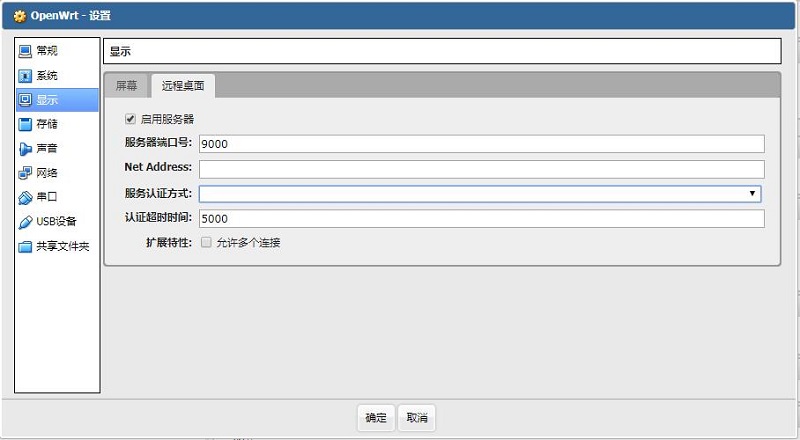 OpenWrt - 设置
常规
系统
显示
存储
声音
网络
串口
USB设备
共享文件夹
显示
屏幕 远程桌面
启用服务器
服务器端口号: 9000
Net Address:
服务认证方式:
认证超时时间: 5000
扩展特性: 允许多个连接
确定 取消